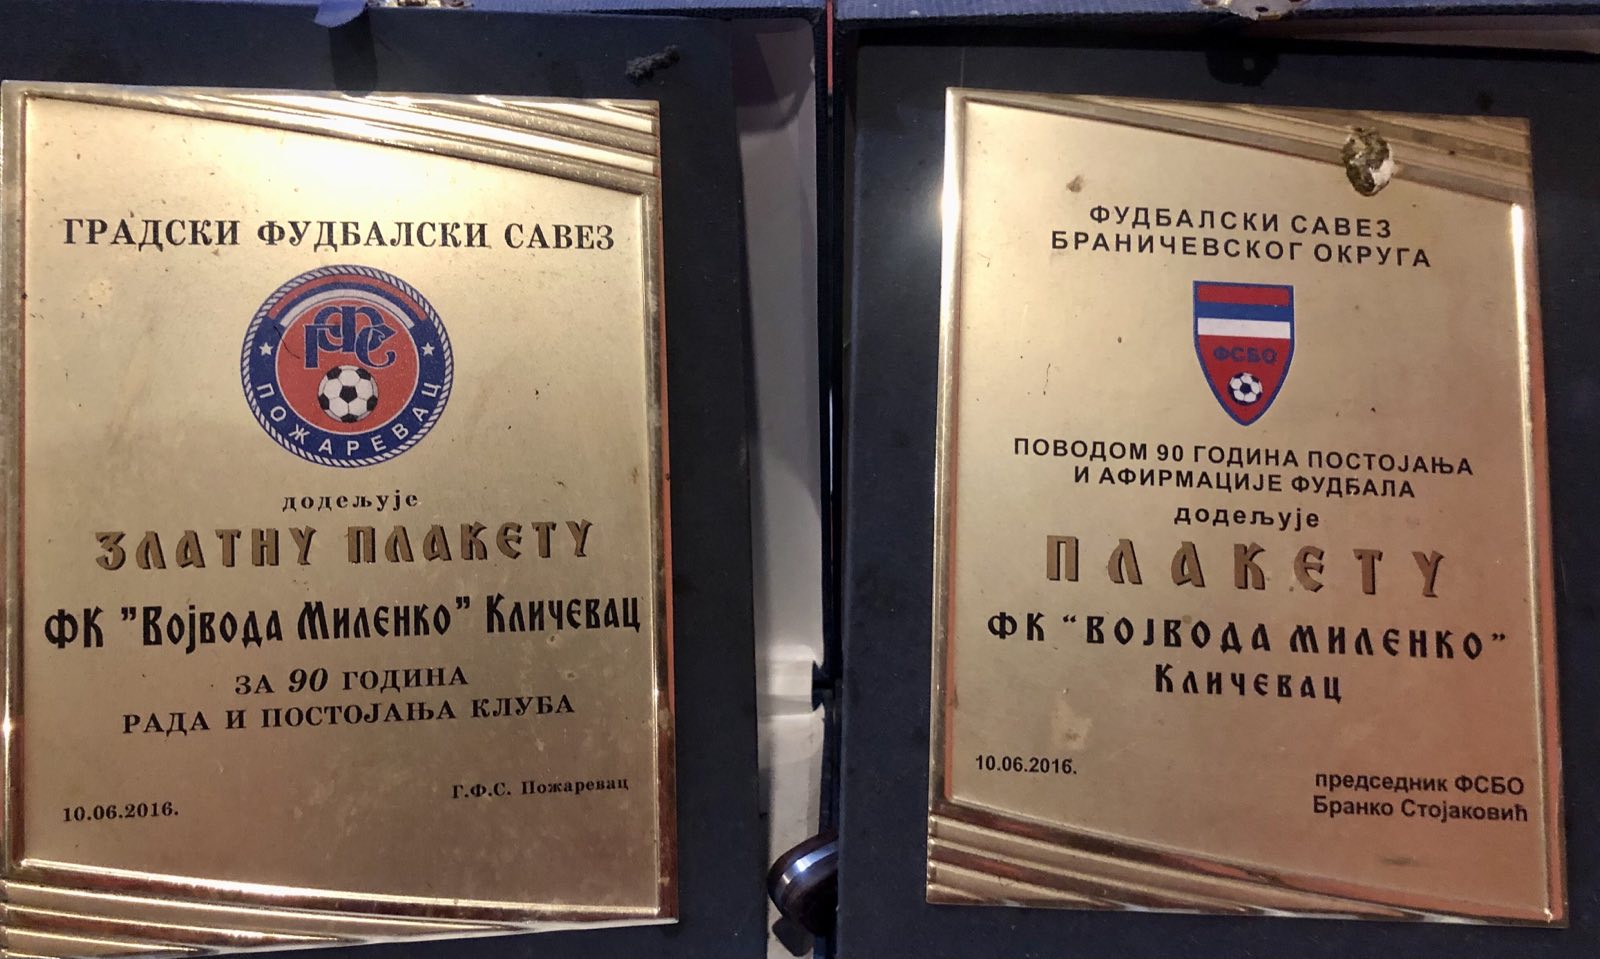 ГРАДСКИ ФУДБАЛСКИ САВЕЗ
ГФС
ПОЖАРЕВАЦ
додељује
ЗЛАТНУ ПЛАКЕТУ
ФК "Војвода Миленко" Кличевац
ЗА 90 ГОДИНА
РАДА И ПОСТОЈАЊА КЛУБА
Г.Ф.С. Пожаревац
10.06.2016.
ФУДБАЛСКИ САВЕЗ
БРАНИЧЕВСКОГ ОКРУГА
ФСБО
ПОВОДОМ 90 ГОДИНА ПОСТОЈАЊА
И АФИРМАЦИЈЕ ФУДБАЛА
додељује
ПЛАКЕТУ
ФК "ВОЈВОДА МИЛЕНКО"
Кличевац
10.06.2016.
председник ФСБО
Бранко Стојаковић